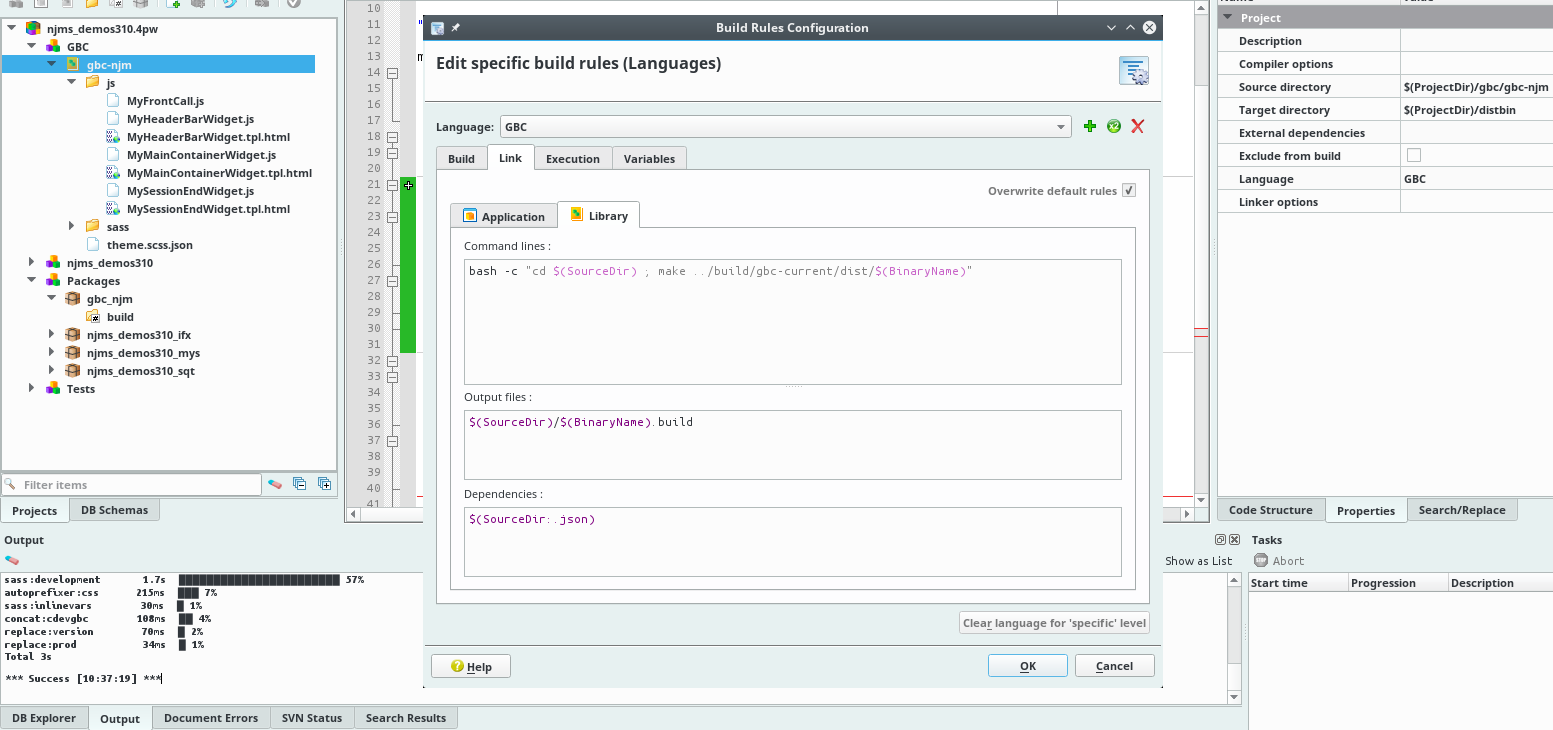 njms_demos310.4pw
GBC
gbc-njm
js
MyFrontCall.js
MyHeaderBarWidget.js
MyHeaderBarWidget.tpl.html
MyMainContainerWidget.js
MyMainContainerWidget.tpl.html
MySessionEndWidget.js
MySessionEndWidget.tpl.html
sass
theme.scss.json
njms_demos310
Packages
gbc_njm
build
njms_demos310_ifx
njms_demos310_mys
njms_demos310_sqt
Tests
Filter items
Projects
DB Schemas
10
11
12
13
14
15
16
17
18
19
20
21
22
23
24
25
26
27
28
29
30
31
32
33
34
35
36
37
38
39
40
41
Build Rules Configuration
Edit specific build rules (Languages)
Language: GBC
x2
Build Link Execution Variables
Overwrite default rules
Application Library
Command lines :
bash -c "cd $(SourceDir) ; make ../build/gbc-current/dist/$(BinaryName)"
Output files :
$(SourceDir)/$(BinaryName).build
Dependencies :
$(SourceDir:.json)
Clear language for 'specific' level
Help
OK
Cancel
Project
Description
Compiler options
Source directory $(ProjectDir)/gbc/gbc-njm
Target directory $(ProjectDir)/distbin
External dependencies
Exclude from build
Language GBC
Linker options
Code Structure Properties Search/Replace
Output
Show as List
sass:development 1.7s 57%
autoprefixer:css 215ms 7%
sass:inlinevars 30ms 1%
concat:cdevgbc 108ms 4%
replace:version 70ms 2%
replace:prod 34ms 1%
Total 3s
*** Success [10:37:19] ***
DB Explorer Output Document Errors SVN Status Search Results
Tasks
Abort
Start time Progression Description